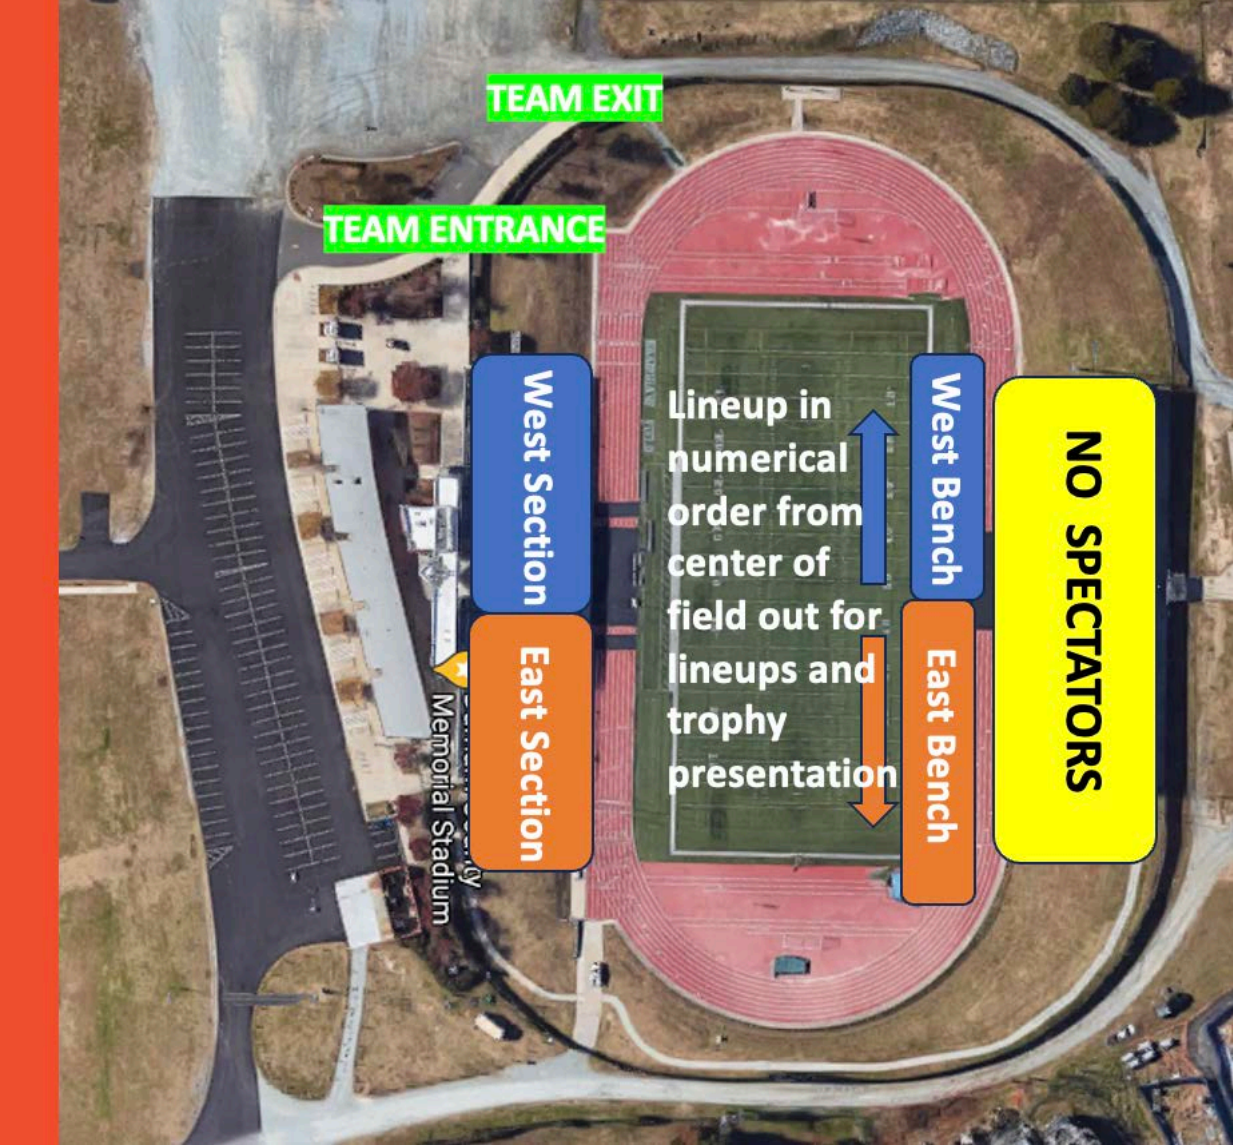 TEAM EXIT
TEAM ENTRANCE
West Section
East Section
Lineup in
numerical
order from
center of
field out for
lineups and
trophy
presentation
West Bench
East Bench
NO SPECTATORS
Memorial Stadium